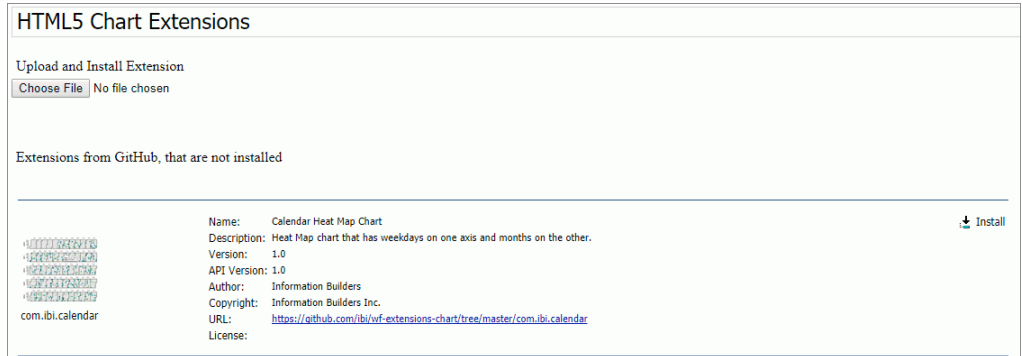 HTML5 Chart Extensions
Upload and Install Extension
Choose File No file chosen
Extensions from GitHub, that are not installed
Name: Calendar Heat Map Chart
Install
Description: Heat Map chart that has weekdays on one axis and months on the other.
Version: 1.0
API Version: 1.0
Author: Information Builders
Copyright: Information Builders Inc.
com.ibi.calendar
URL: https://github.com/ibi/wf-extensions-chart/tree/master/com.ibi.calendar
License: